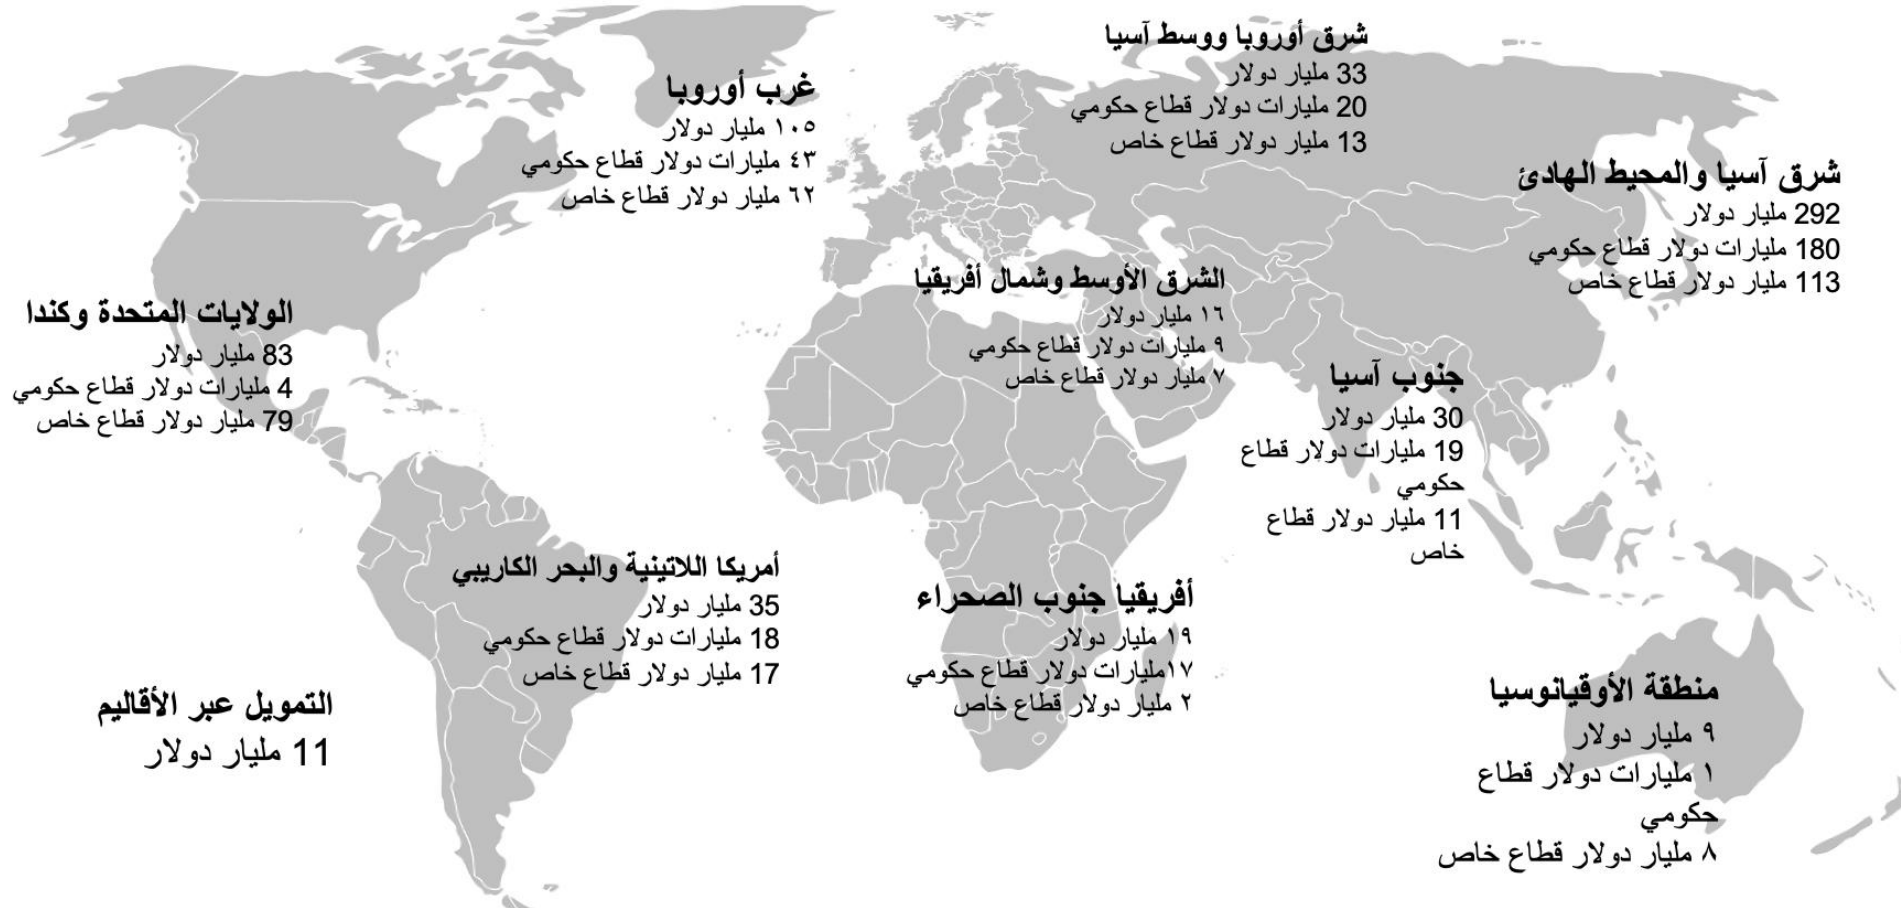 شرق أوروبا ووسط آسيا
33 مليار دولار
20 مليارات دولار قطاع حكومي
13 مليار دولار قطاع خاص
غرب أوروبا
١٠٥ مليار دولار
٤٣ مليارات دولار قطاع حكومي
٦٢ مليار دولار قطاع خاص
شرق آسيا والمحيط الهادئ
292 مليار دولار
180 مليارات دولار قطاع حكومي
113 مليار دولار قطاع خاص
الشرق الأوسط وشمال أفريقيا
١٦ مليار دولار
٩ مليارات دولار قطاع حكومي
٧ مليار دولار قطاع خاص
الولايات المتحدة وكندا
83 مليار دولار
4 مليارات دولار قطاع حكومي
79 مليار دولار قطاع خاص
جنوب آسيا
30 مليار دولار
19 مليارات دولار قطاع
حكومي
11 مليار دولار قطاع
خاص
أمريكا اللاتينية والبحر الكاريبي
35 مليار دولار
18 مليارات دولار قطاع حكومي
17 مليار دولار قطاع خاص
أفريقيا جنوب الصحراء
١٩ مليار دولار
١٧مليارات دولار قطاع حكومي
٢ مليار دولار قطاع خاص
منطقة الأوقيانوسيا
٩ مليار دولار
١ مليارات دولار قطاع
حكومي
٨ مليار دولار قطاع خاص
التمويل عبر الأقاليم
11 مليار دولار